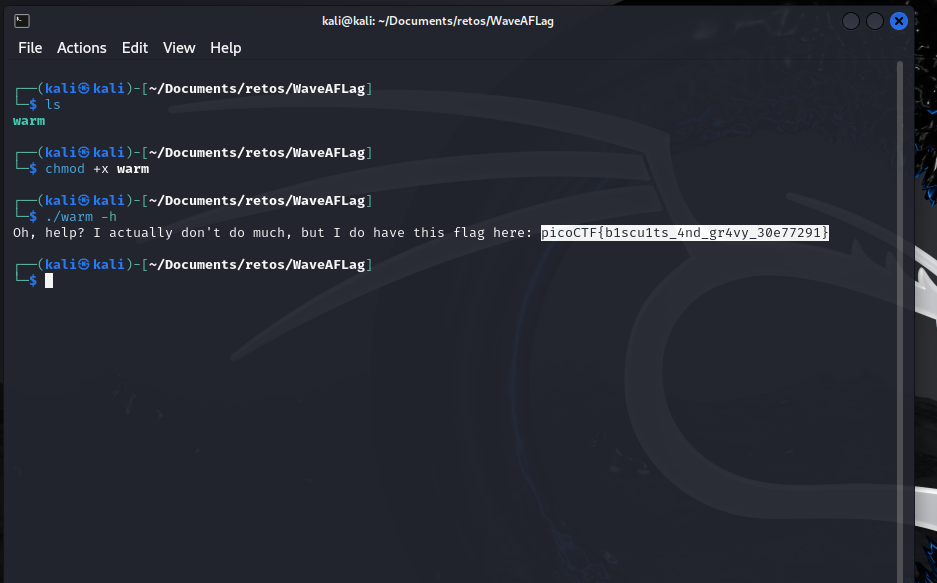 kali@kali: ~/Documents/retos/WaveAFLag
File Actions Edit View Help
┌──(kali㉿kali)-[~/Documents/retos/WaveAFLag]
└─$ ls
warm
┌──(kali㉿kali)-[~/Documents/retos/WaveAFLag]
└─$ chmod +x warm
┌──(kali㉿kali)-[~/Documents/retos/WaveAFLag]
└─$ ./warm -h
Oh, help? I actually don't do much, but I do have this flag here: picoCTF{b1scu1ts_4nd_gr4vy_30e77291}
┌──(kali㉿kali)-[~/Documents/retos/WaveAFLag]
└─$